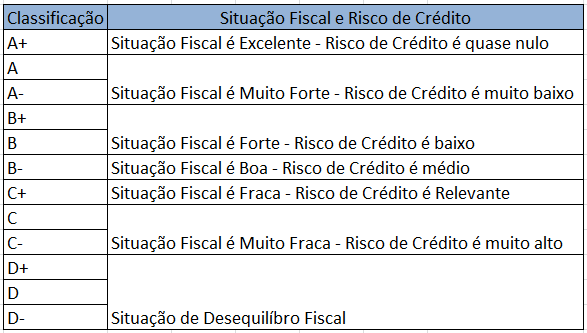 Classificação Situação Fiscal e Risco de Crédito
A+ Situação Fiscal é Excelente - Risco de Crédito é quase nulo
A
A- Situação Fiscal é Muito Forte - Risco de Crédito é muito baixo
B+
B Situação Fiscal é Forte - Risco de Crédito é baixo
B- Situação Fiscal é Boa - Risco de Crédito é médio
C+ Situação Fiscal é Fraca - Risco de Crédito é Relevante
C
C- Situação Fiscal é Muito Fraca - Risco de Crédito é muito alto
D+
D
D- Situação de Desequilíbro Fiscal